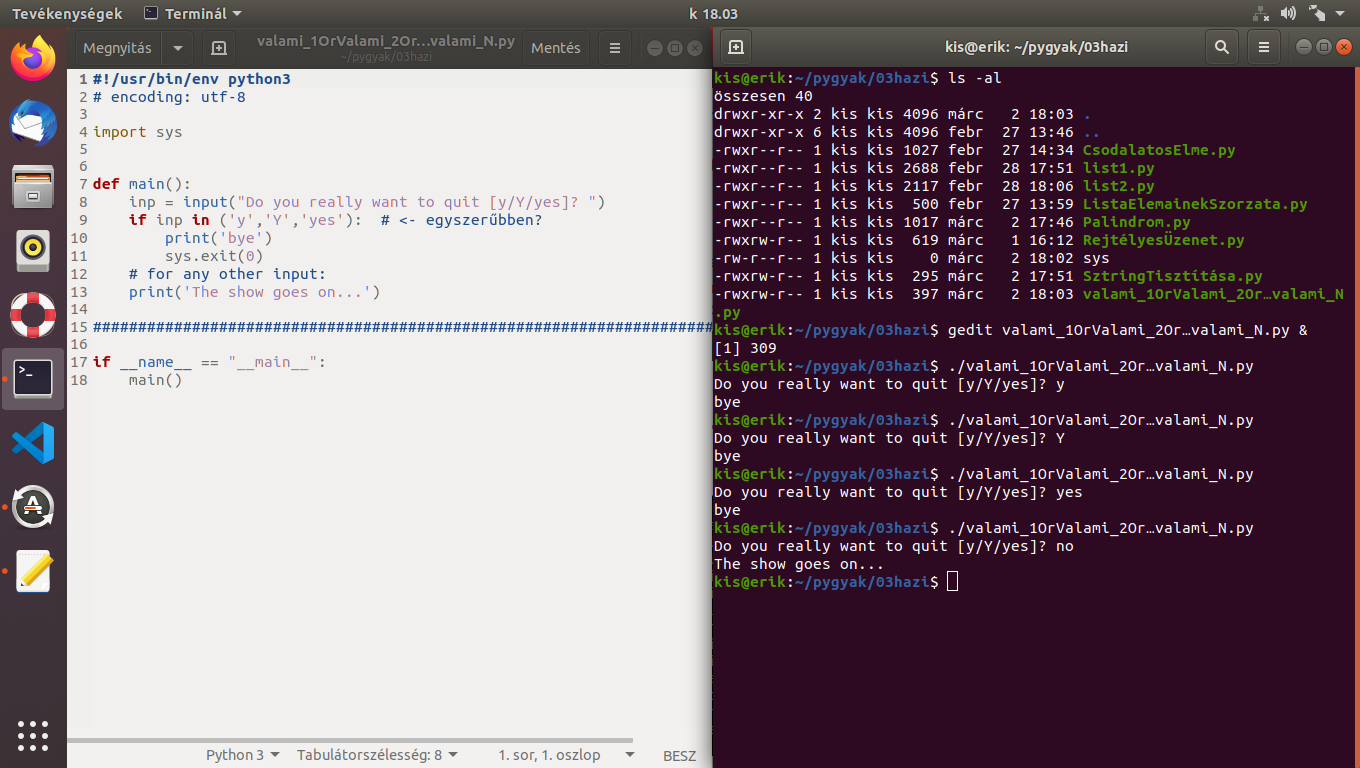 Tevékenységek Terminál k 18.03
Megnyitás valami_1OrValami_2Or…valami_N.py Mentés
~/pygyak/03hazi
1 #!/usr/bin/env python3
2 # encoding: utf-8
3
4 import sys
5
6
7 def main():
8     inp = input("Do you really want to quit [y/Y/yes]? ")
9     if inp in ('y','Y','yes'):  # <- egyszerűbben?
10         print('bye')
11         sys.exit(0)
12     # for any other input:
13     print('The show goes on...')
14
15 #####################################################################
16
17 if __name__ == "__main__":
18     main()
Python 3 Tabulátorszélesség: 8 1. sor, 1. oszlop BESZ
kis@erik: ~/pygyak/03hazi
kis@erik:~/pygyak/03hazi$ ls -al
összesen 40
drwxr-xr-x 2 kis kis 4096 márc   2 18:03 .
drwxr-xr-x 6 kis kis 4096 febr  27 13:46 ..
-rwxr--r-- 1 kis kis 1027 febr  27 14:34 CsodalatosElme.py
-rwxr--r-- 1 kis kis 2688 febr  28 17:51 list1.py
-rwxr--r-- 1 kis kis 2117 febr  28 18:06 list2.py
-rwxr--r-- 1 kis kis  500 febr  27 13:59 ListaElemainekSzorzata.py
-rwxr--r-- 1 kis kis 1017 márc   2 17:46 Palindrom.py
-rwxrw-r-- 1 kis kis  619 márc   1 16:12 RejtélyesÜzenet.py
-rw-r--r-- 1 kis kis    0 márc   2 18:02 sys
-rwxrw-r-- 1 kis kis  295 márc   2 17:51 SztringTisztítása.py
-rwxrw-r-- 1 kis kis  397 márc   2 18:03 valami_1OrValami_2Or…valami_N
.py
kis@erik:~/pygyak/03hazi$ gedit valami_1OrValami_2Or…valami_N.py &
[1] 309
kis@erik:~/pygyak/03hazi$ ./valami_1OrValami_2Or…valami_N.py
Do you really want to quit [y/Y/yes]? y
bye
kis@erik:~/pygyak/03hazi$ ./valami_1OrValami_2Or…valami_N.py
Do you really want to quit [y/Y/yes]? Y
bye
kis@erik:~/pygyak/03hazi$ ./valami_1OrValami_2Or…valami_N.py
Do you really want to quit [y/Y/yes]? yes
bye
kis@erik:~/pygyak/03hazi$ ./valami_1OrValami_2Or…valami_N.py
Do you really want to quit [y/Y/yes]? no
The show goes on...
kis@erik:~/pygyak/03hazi$